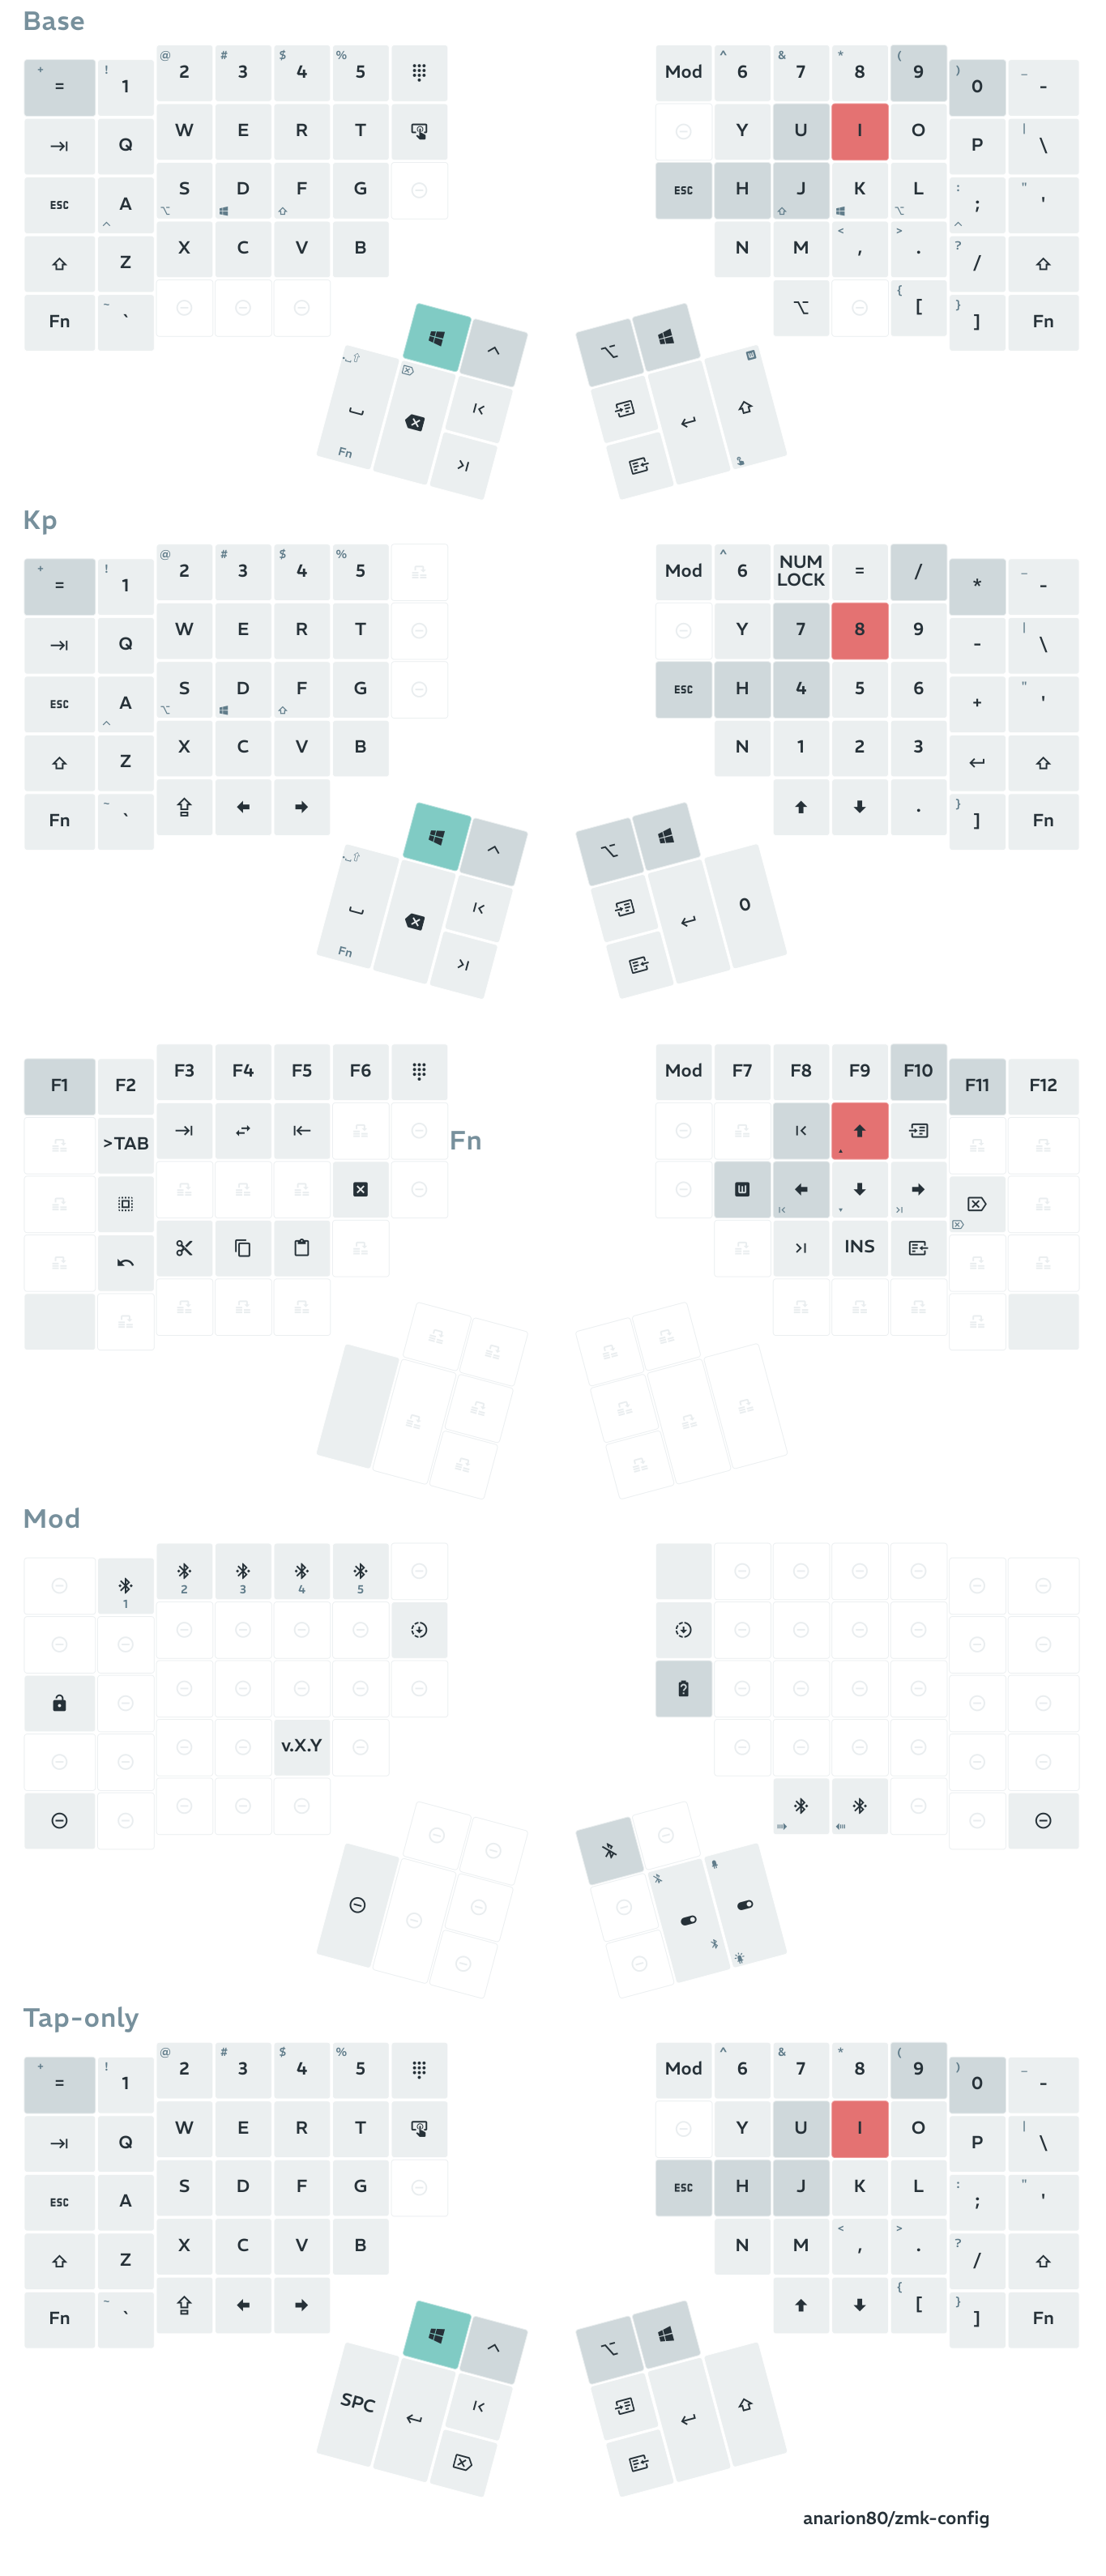 Base
+ = ! 1 @ 2 # 3 $ 4 % 5 Mod ^ 6 & 7 * 8 ( 9 ) 0 _ -
Q W E R T Y U I O P | \
ESC A ^ S D F G ESC H J K L : ; ^ " '
Z X C V B N M < , > . ? /
Fn ~ ` { [ } ] Fn
Fn
Kp
+ = ! 1 @ 2 # 3 $ 4 % 5 Mod ^ 6 NUM LOCK = / * _ -
Q W E R T Y 7 8 9 - | \
ESC A ^ S D F G ESC H 4 5 6 + " '
Z X C V B N 1 2 3
Fn ~ ` . } ] Fn
0
Fn
F1 F2 F3 F4 F5 F6 Mod F7 F8 F9 F10 F11 F12
>TAB Fn
INS
Mod
1 2 3 4 5
v.X.Y
Tap-only
+ = ! 1 @ 2 # 3 $ 4 % 5 Mod ^ 6 & 7 * 8 ( 9 ) 0 _ -
Q W E R T Y U I O P | \
ESC A S D F G ESC H J K L : ; " '
Z X C V B N M < , > . ? /
Fn ~ ` { [ } ] Fn
SPC
anarion80/zmk-config